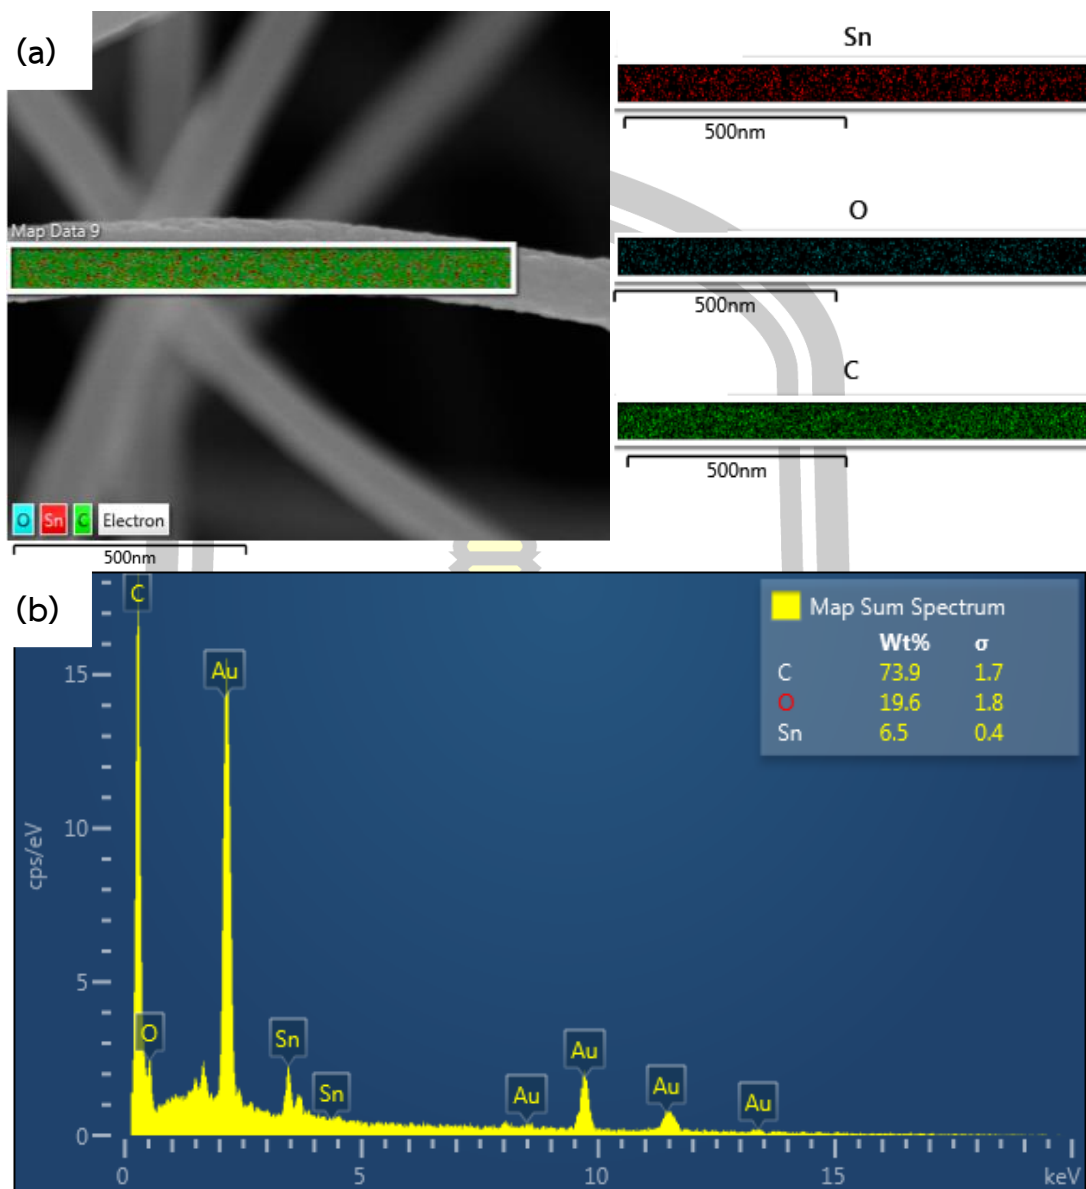 (a)
Map Data 9
O Sn C Electron
500nm
Sn
500nm
O
500nm
C
500nm
(b)
C
Au
O
Sn
Sn
Au
Au
Au
Au
Map Sum Spectrum
Wt% σ
C 73.9 1.7
O 19.6 1.8
Sn 6.5 0.4
cps/eV
15
10
5
0
0 5 10 15 keV